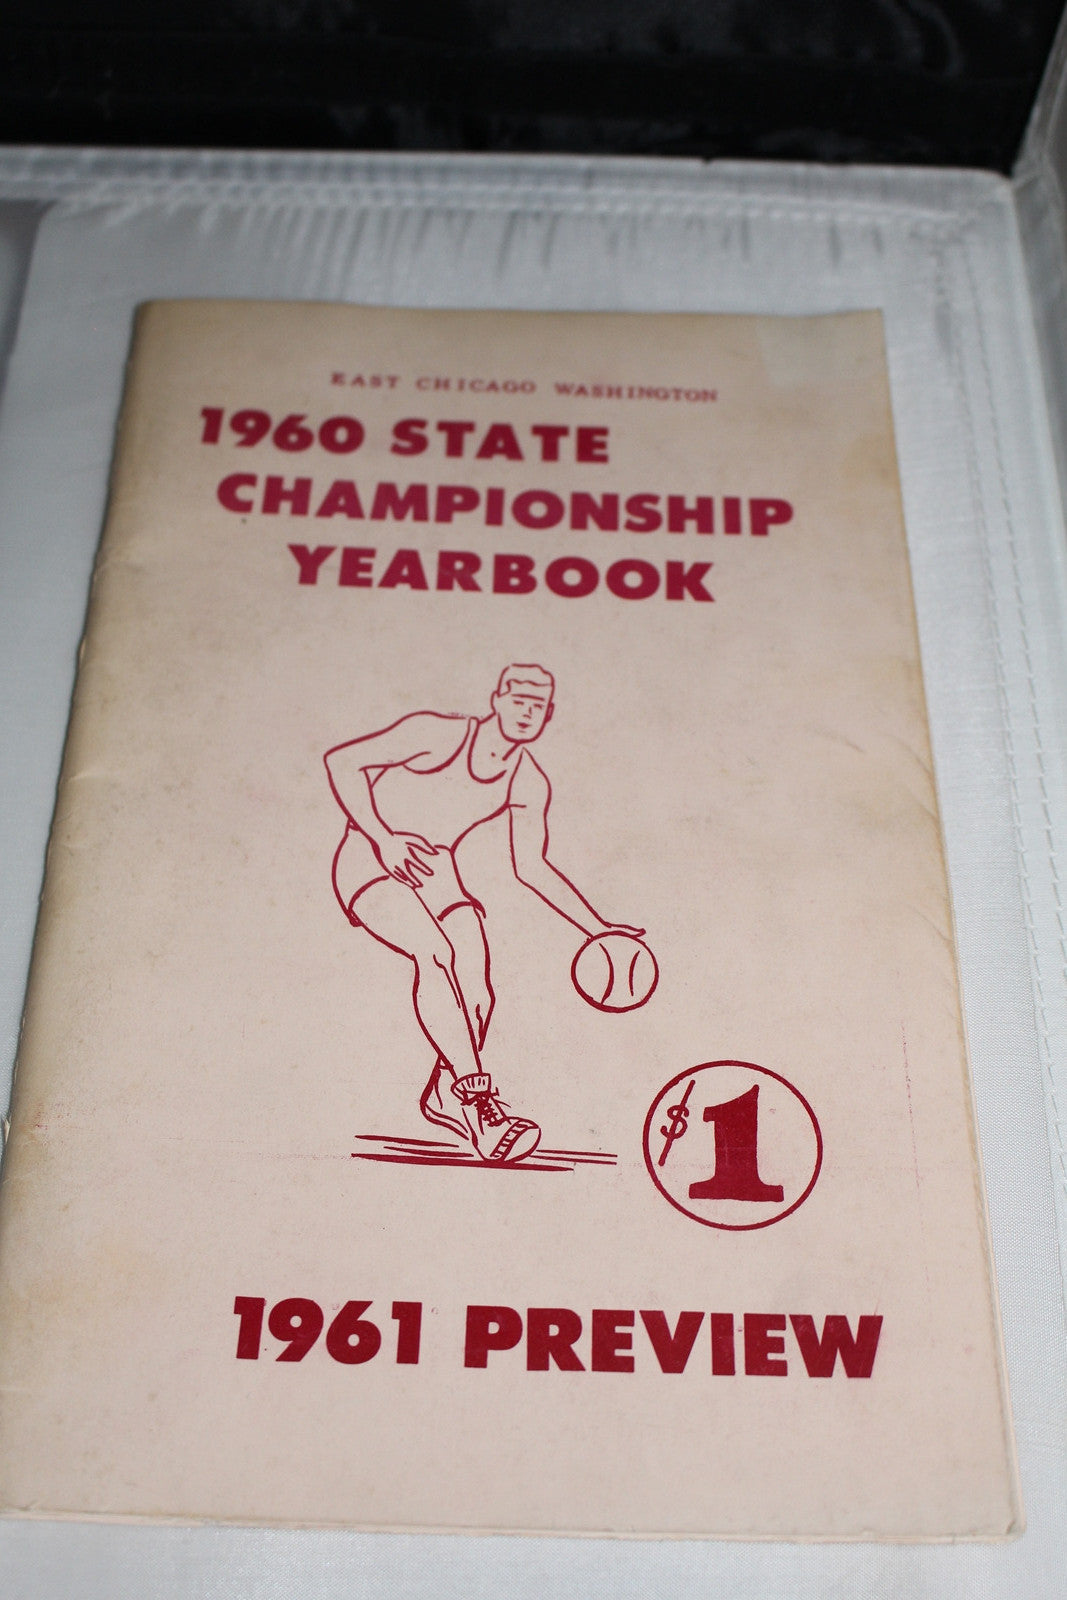 EAST CHICAGO WASHINGTON
1960 STATE
CHAMPIONSHIP
YEARBOOK
$1
1961 PREVIEW